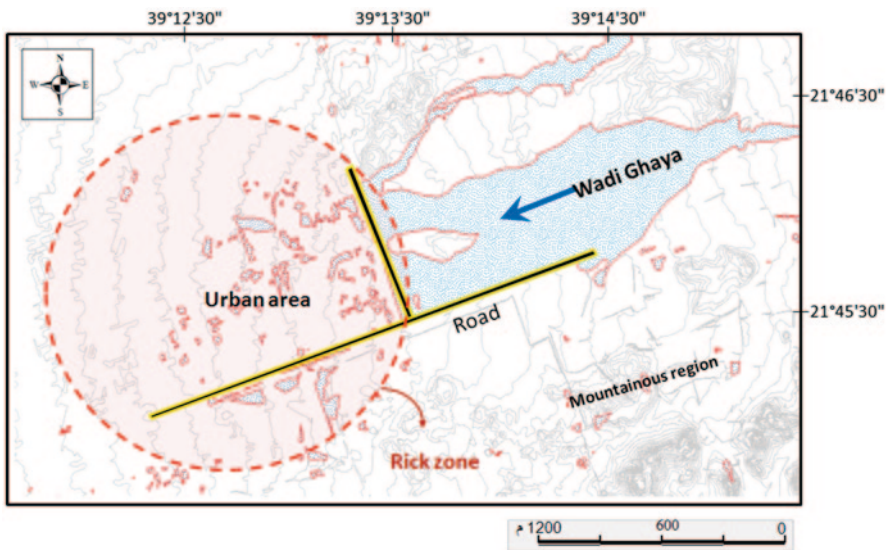 39°12'30"
39°13'30"
39°14'30"
N
W E
S
21°46'30"
Wadi Ghaya
Urban area
21°45'30"
Road
Mountainous region
Rick zone
م 1200 600 0